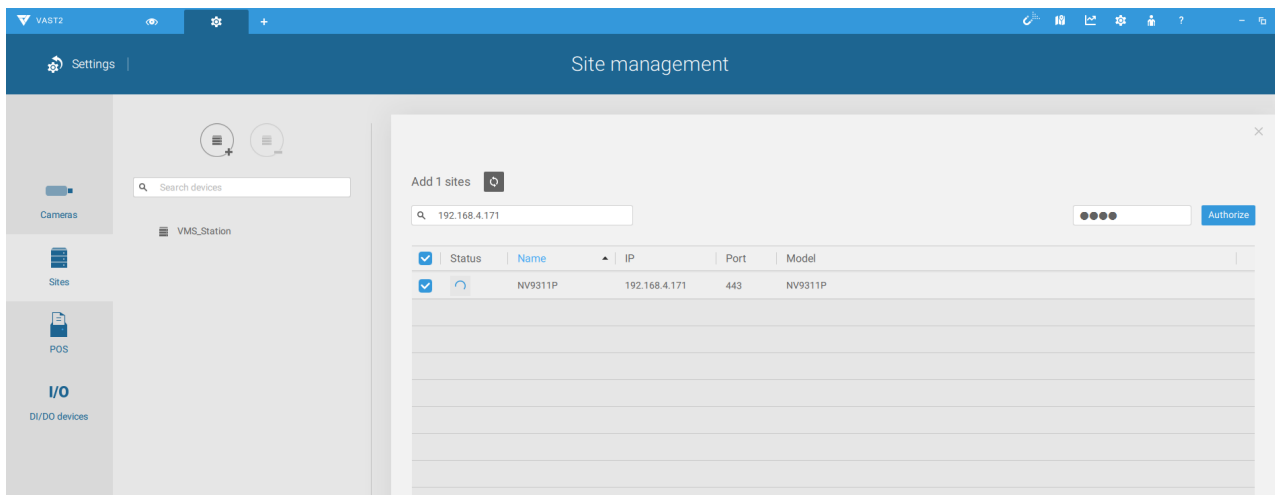 VAST2
+
?
Settings
Site management
Cameras
Sites
POS
I/O
DI/DO devices
Search devices
VMS_Station
Add 1 sites
192.168.4.171
●●●●
Authorize
Status Name IP Port Model
NV9311P 192.168.4.171 443 NV9311P